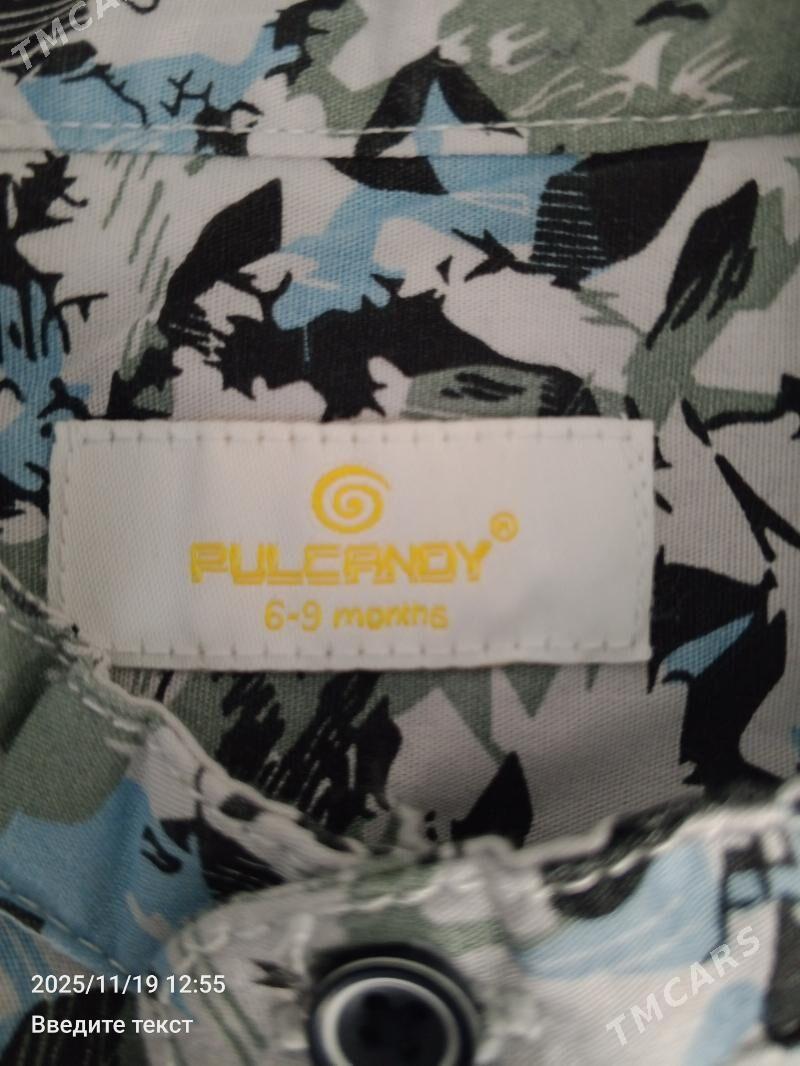 TMCARS
PULCANDY®
6-9 months
2025/11/19 12:55
Введите текст
TMCARS